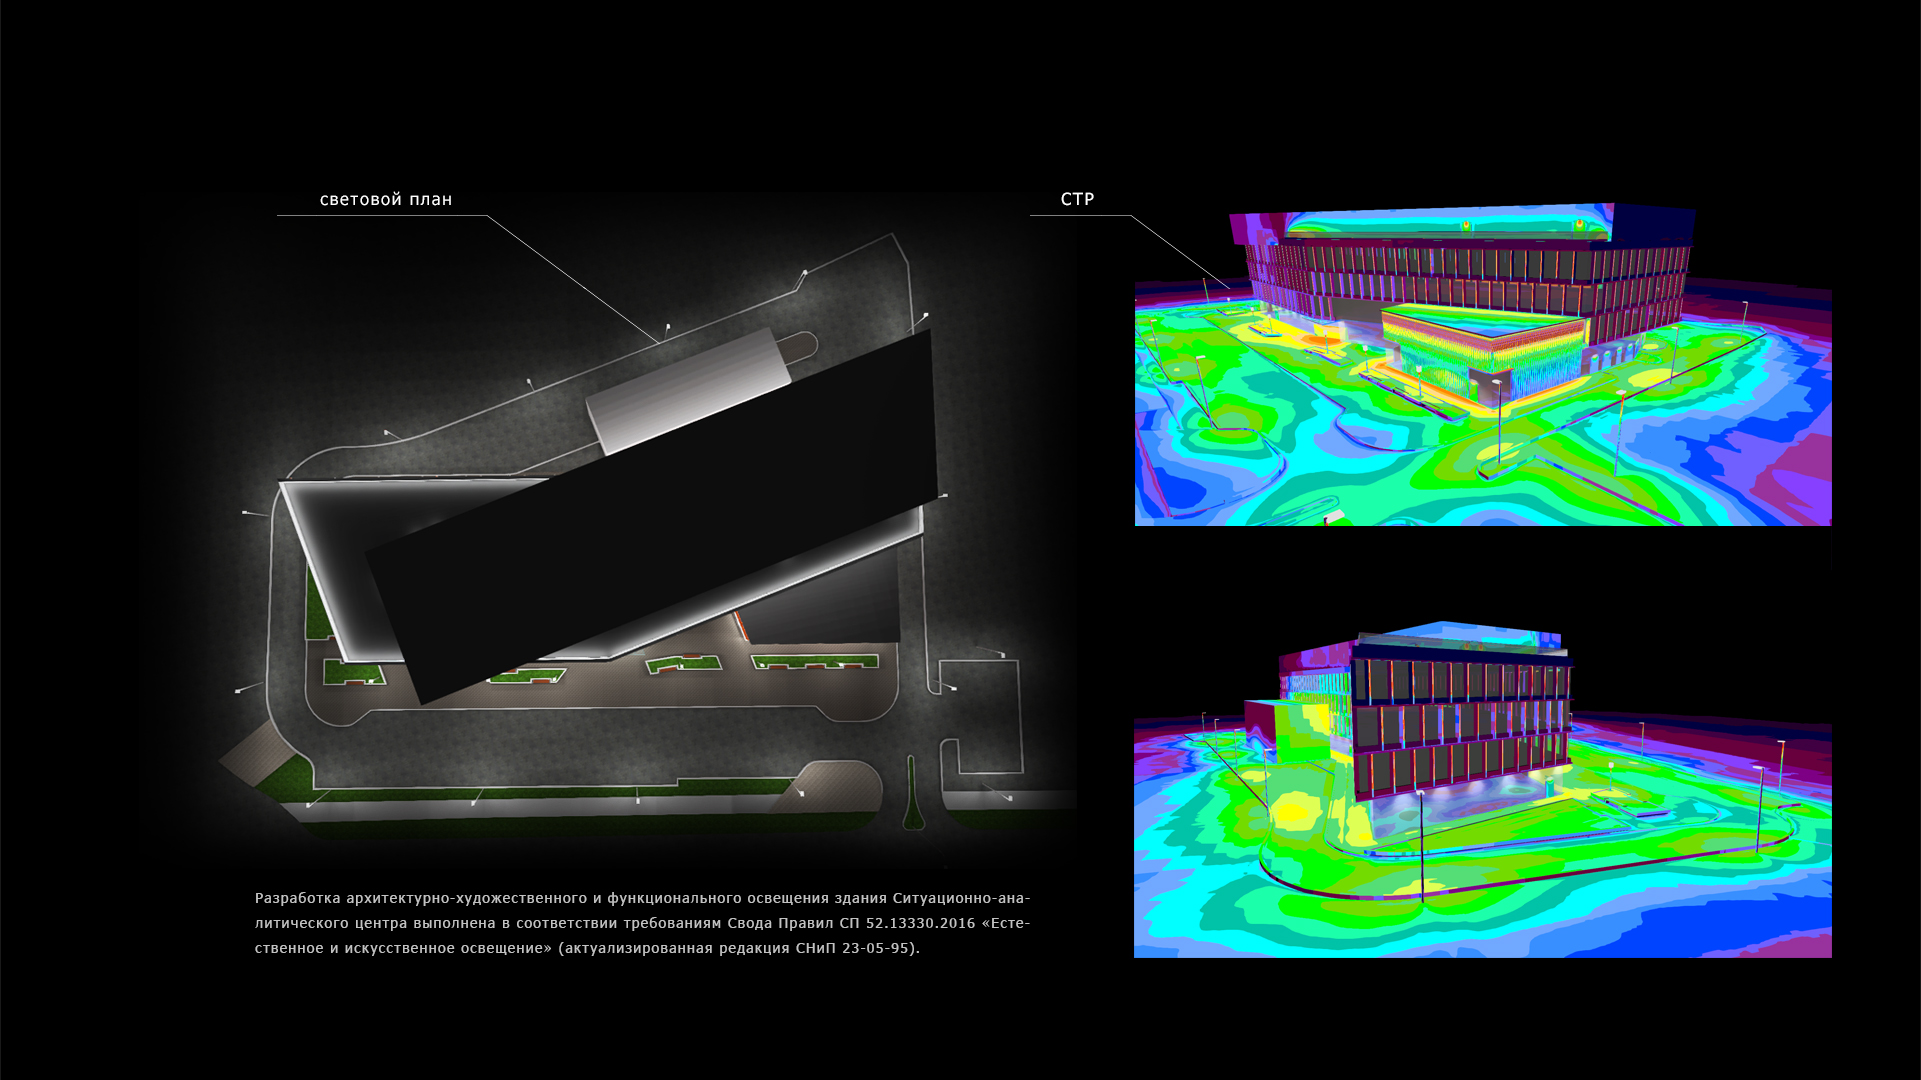 световой план
СТР
Разработка архитектурно-художественного и функционального освещения здания Ситуационно-ана-
литического центра выполнена в соответствии требованиям Свода Правил СП 52.13330.2016 «Есте-
ственное и искусственное освещение» (актуализированная редакция СНиП 23-05-95).